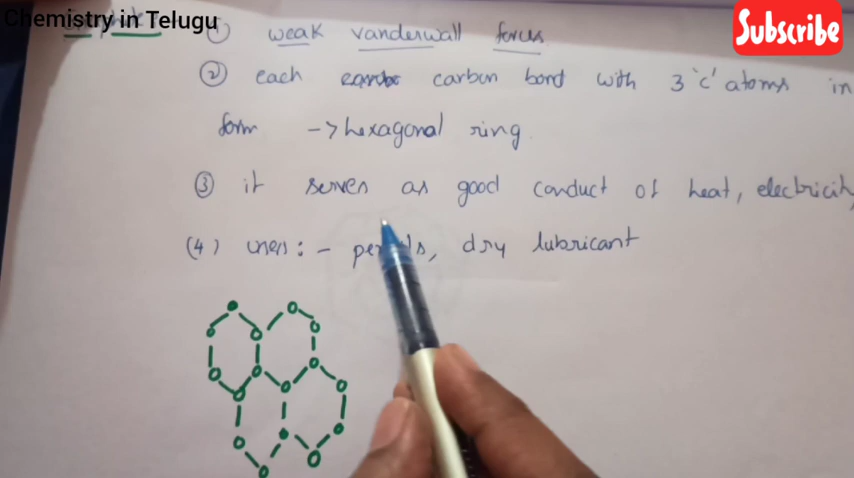 Chemistry in Telugu
Subscribe
① weak vanderwall forces
② each carbon bond with 3 'c' atoms in
form -> hexagonal ring.
③ it serves as good conduct of heat, electricity,
(4) uses : - dry lubricant